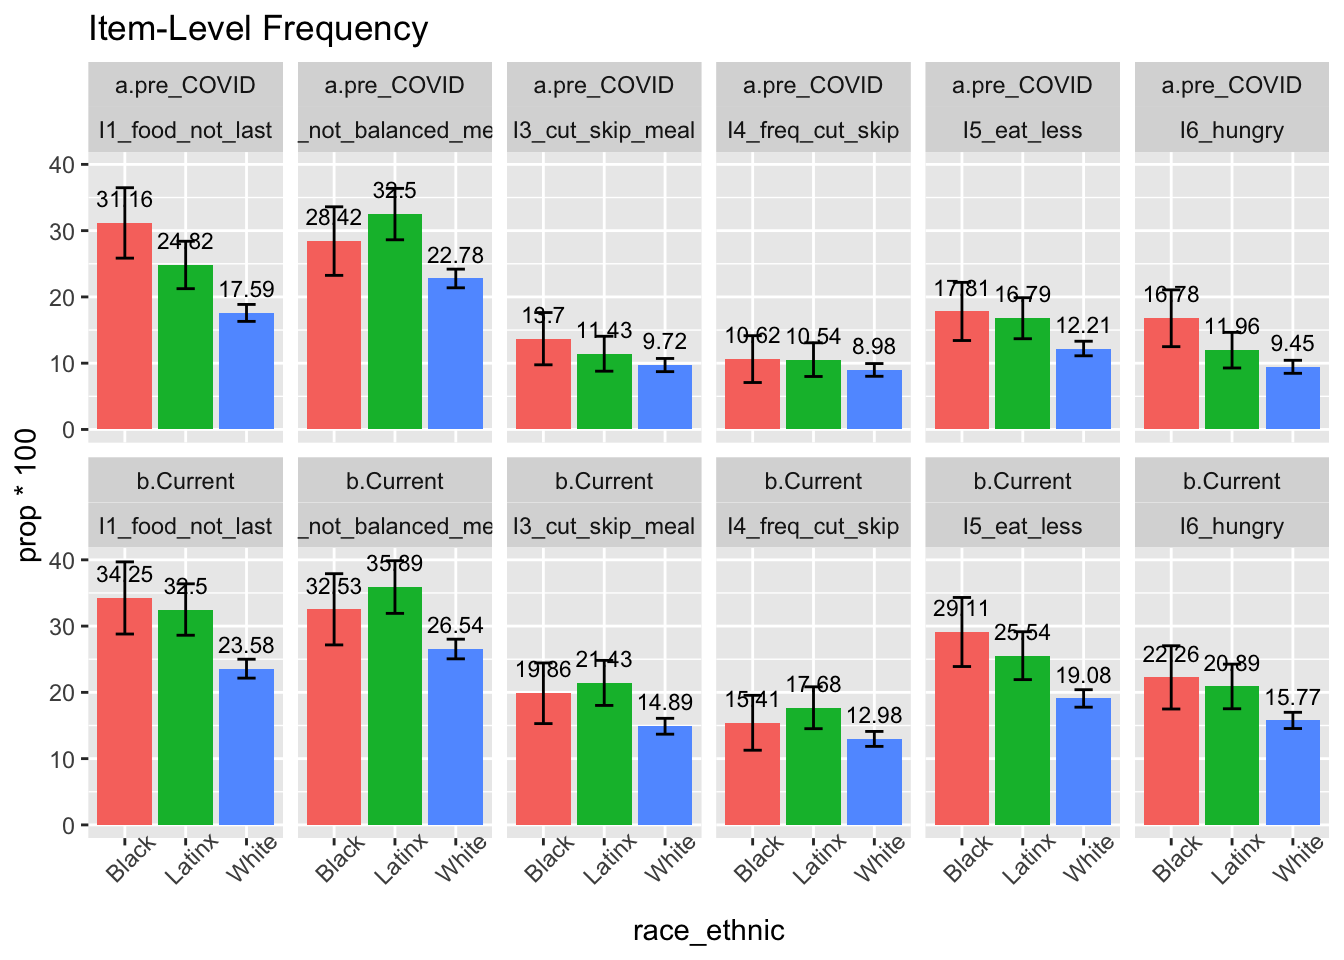 Item-Level Frequency
a.pre_COVID a.pre_COVID a.pre_COVID a.pre_COVID a.pre_COVID a.pre_COVID
I1_food_not_last _not_balanced_me I3_cut_skip_meal I4_freq_cut_skip I5_eat_less I6_hungry
40
30
20
10
0
31.16 24.82 17.59
28.42 32.5 22.78
13.7 11.43 9.72
10.62 10.54 8.98
17.81 16.79 12.21
16.78 11.96 9.45
prop * 100
b.Current b.Current b.Current b.Current b.Current b.Current
I1_food_not_last _not_balanced_me I3_cut_skip_meal I4_freq_cut_skip I5_eat_less I6_hungry
40
30
20
10
0
34.25 32.5 23.58
32.53 35.89 26.54
19.86 21.43 14.89
15.41 17.68 12.98
29.11 25.54 19.08
22.26 20.89 15.77
Black Latinx White Black Latinx White Black Latinx White Black Latinx White Black Latinx White Black Latinx White
race_ethnic